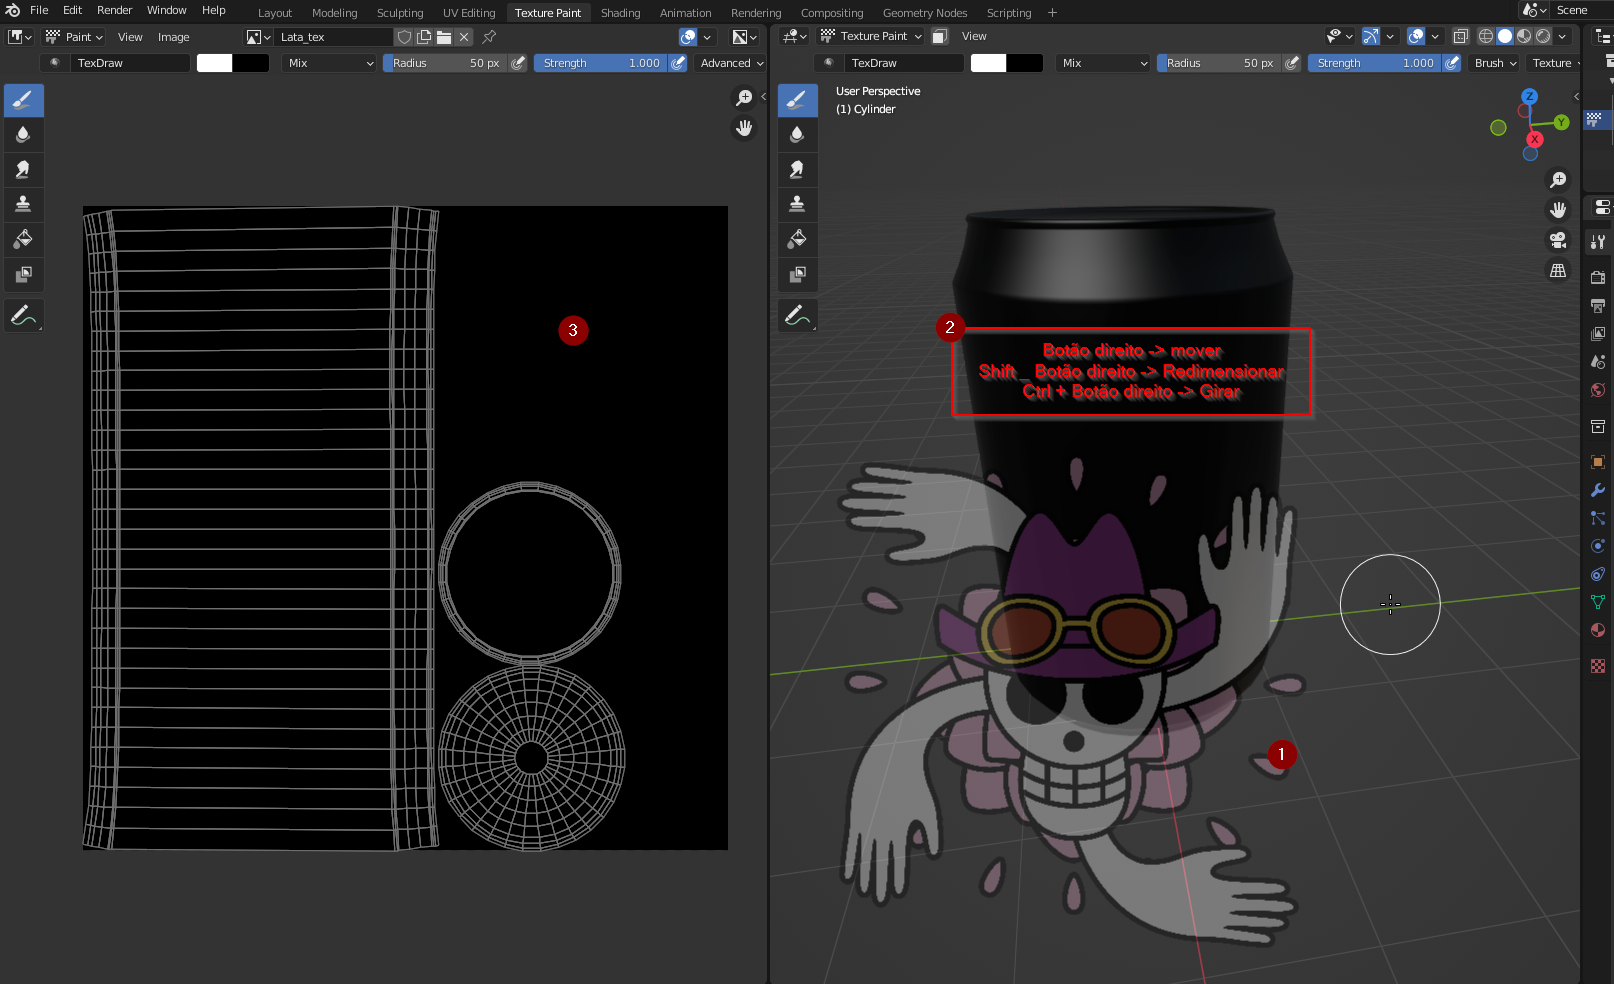 File Edit Render Window Help Layout Modeling Sculpting UV Editing Texture Paint Shading Animation Rendering Compositing Geometry Nodes Scripting + Scene
Paint View Image Lata_tex
Texture Paint View
TexDraw Mix Radius 50 px Strength 1.000 Advanced
TexDraw Mix Radius 50 px Strength 1.000 Brush Texture
User Perspective
(1) Cylinder
Z
Y
X
3
2
Botão direito -> mover
Shift _ Botão direito -> Redimensionar
Ctrl + Botão direito -> Girar
1